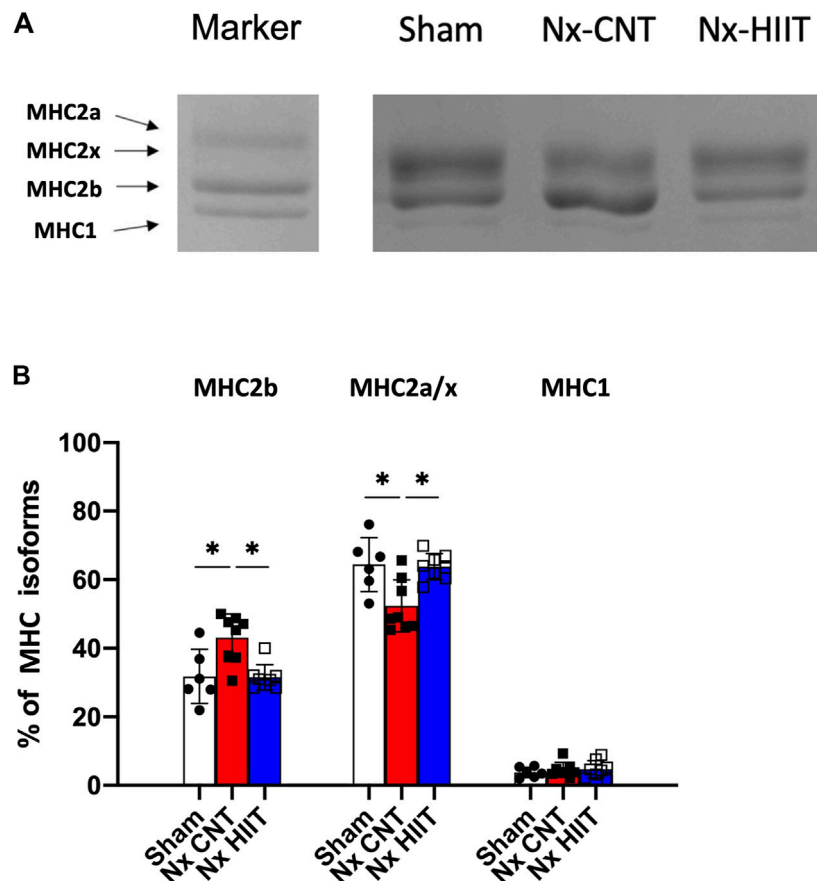 A
Marker
Sham
Nx-CNT
Nx-HIIT
MHC2a
MHC2x
MHC2b
MHC1
B
MHC2b
MHC2a/x
MHC1
% of MHC isoforms
100
80
60
40
20
0
* *
* *
Sham
Nx CNT
Nx HIIT
Sham
Nx CNT
Nx HIIT
Sham
Nx CNT
Nx HIIT